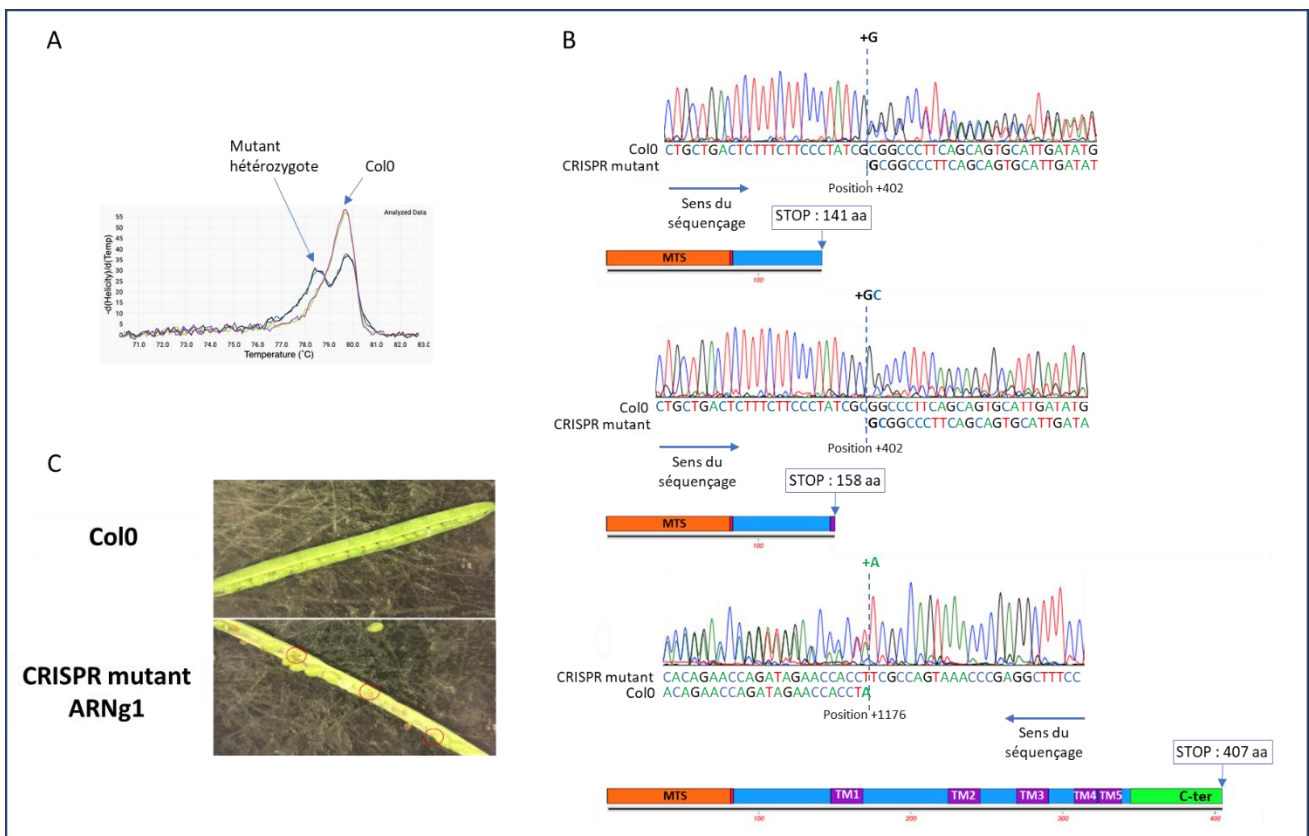 A
Mutant
hétérozygote
Col0
Analyzed Data
-d(Helicity)/d(Temp)
55
50
45
40
35
30
25
20
15
10
5
0
71.0 72.0 73.0 74.0 75.0 76.0 77.0 78.0 79.0 80.0 81.0 82.0 83.0
Temperature (˚C)
B
+G
Col0 CTGCTGACTCTTTCTTCCCTATCGCGGCCCTTCAGCAGTGCATTGATATG
CRISPR mutant GCGGCCCTTCAGCAGTGCATTGATAT
Position +402
Sens du
séquençage
STOP : 141 aa
MTS
100
+GC
Col0 CTGCTGACTCTTTCTTCCCTATCGCGGCCCTTCAGCAGTGCATTGATATG
CRISPR mutant GCGGCCCTTCAGCAGTGCATTGATA
Position +402
Sens du
séquençage
STOP : 158 aa
MTS
100
+A
CRISPR mutant CACAGAACCAGATAGAACCACCTTCGCCAGTAAACCCGAGGCTTTCC
Col0 ACAGAACCAGATAGAACCACCTA
Position +1176
Sens du
séquençage
STOP : 407 aa
MTS TM1 TM2 TM3 TM4 TM5 C-ter
100 200 300 400
C
Col0
CRISPR mutant
ARNg1